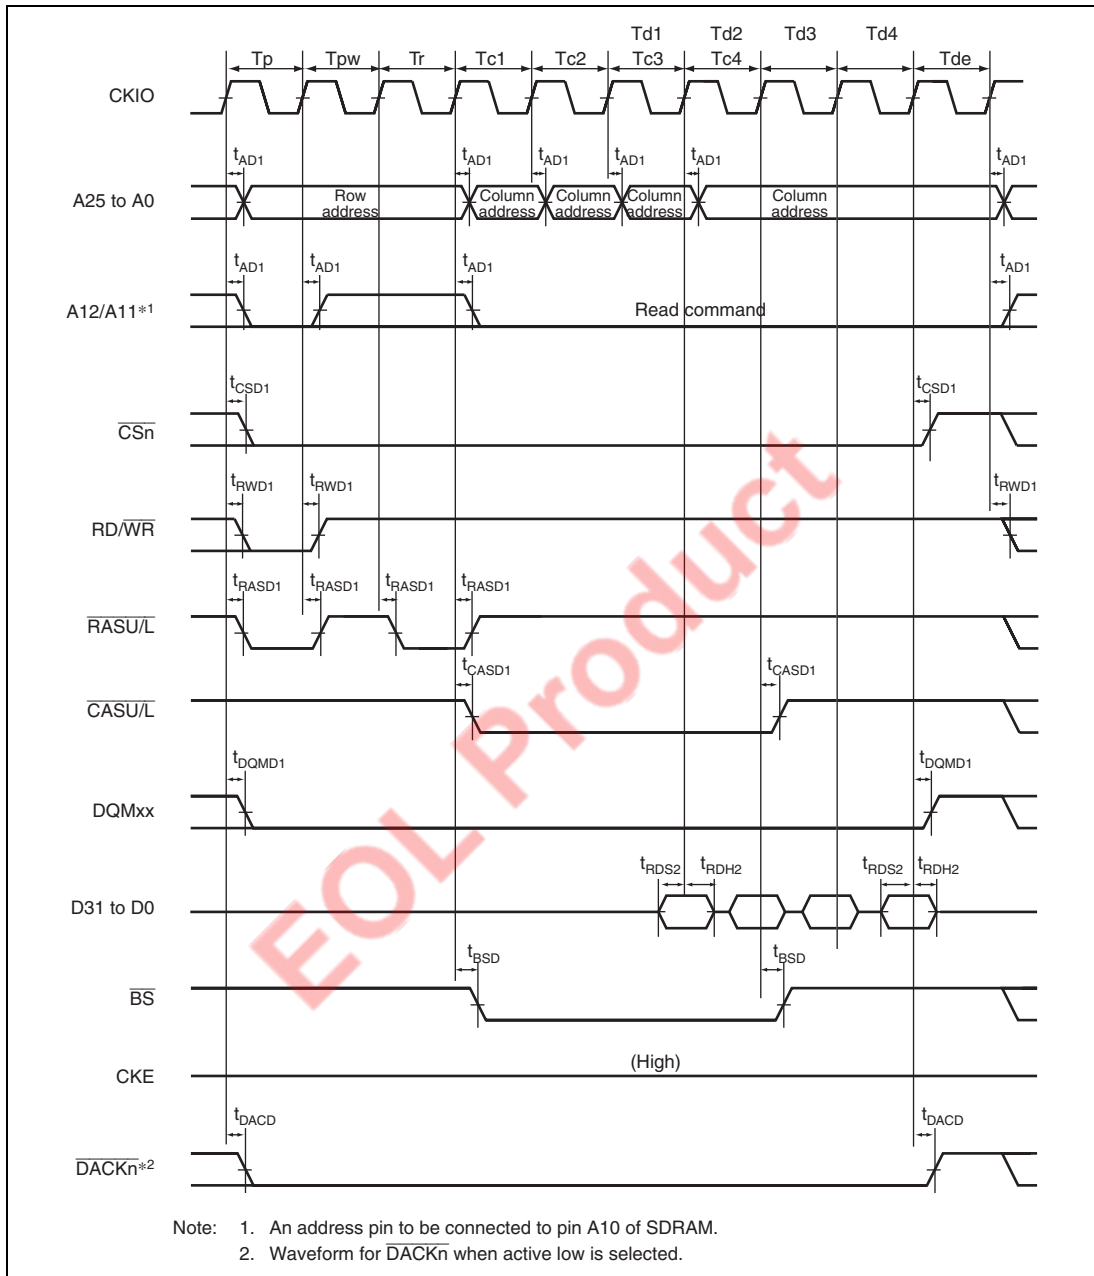 Td1 Td2 Td3 Td4
Tp Tpw Tr Tc1 Tc2 Tc3 Tc4 Tde
CKIO
tAD1 tAD1 tAD1 tAD1 tAD1 tAD1
A25 to A0
Row address
Column address
Column address
Column address
Column address
tAD1 tAD1 tAD1 tAD1
A12/A11*1
Read command
tCSD1 tCSD1
CSn
tRWD1 tRWD1 tRWD1
RD/WR
tRASD1 tRASD1 tRASD1 tRASD1
RASU/L
tCASD1 tCASD1
CASU/L
tDQMD1 tDQMD1
DQMxx
tRDS2 tRDH2 tRDS2 tRDH2
D31 to D0
tBSD tBSD
BS
(High)
CKE
tDACD tDACD
DACKn*2
EOL Product
Note: 1. An address pin to be connected to pin A10 of SDRAM.
2. Waveform for DACKn when active low is selected.